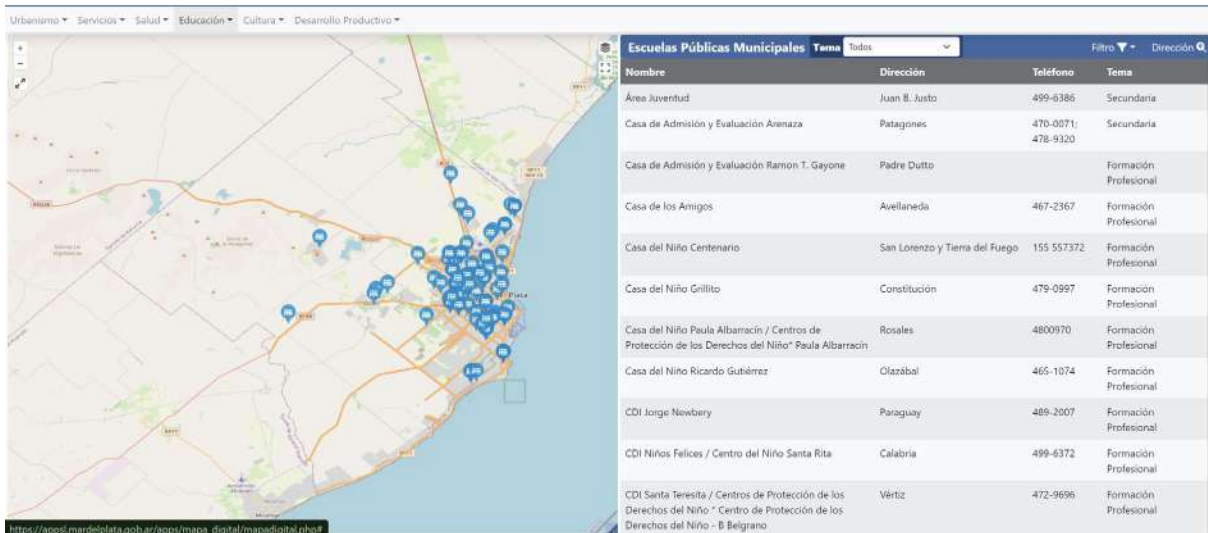 Urbanismo Servicios Salud Educación Cultura Desarrollo Productivo
+
−
Plata
Miramar
https://appsl.mardelplata.gob.ar/apps/mapa_digital/mapadigital.php#
Escuelas Públicas Municipales Tema Todos Filtro Dirección
Nombre Dirección Teléfono Tema
Área Juventud Juan B. Justo 499-6386 Secundaria
Casa de Admisión y Evaluación Arenaza Patagones 470-0071; Secundaria
478-9320
Casa de Admisión y Evaluación Ramon T. Gayone Padre Dutto Formación
Profesional
Casa de los Amigos Avellaneda 467-2367 Formación
Profesional
Casa del Niño Centenario San Lorenzo y Tierra del Fuego 155 557372 Formación
Profesional
Casa del Niño Grillito Constitución 479-0997 Formación
Profesional
Casa del Niño Paula Albarracín / Centros de Rosales 4800970 Formación
Protección de los Derechos del Niño* Paula Albarracín Profesional
Casa del Niño Ricardo Gutiérrez Olazábal 465-1074 Formación
Profesional
CDI Jorge Newbery Paraguay 489-2007 Formación
Profesional
CDI Niños Felices / Centro del Niño Santa Rita Calabria 499-6372 Formación
Profesional
CDI Santa Teresita / Centros de Protección de los Vértiz 472-9696 Formación
Derechos del Niño * Centro de Protección de los Profesional
Derechos del Niño - B Belgrano